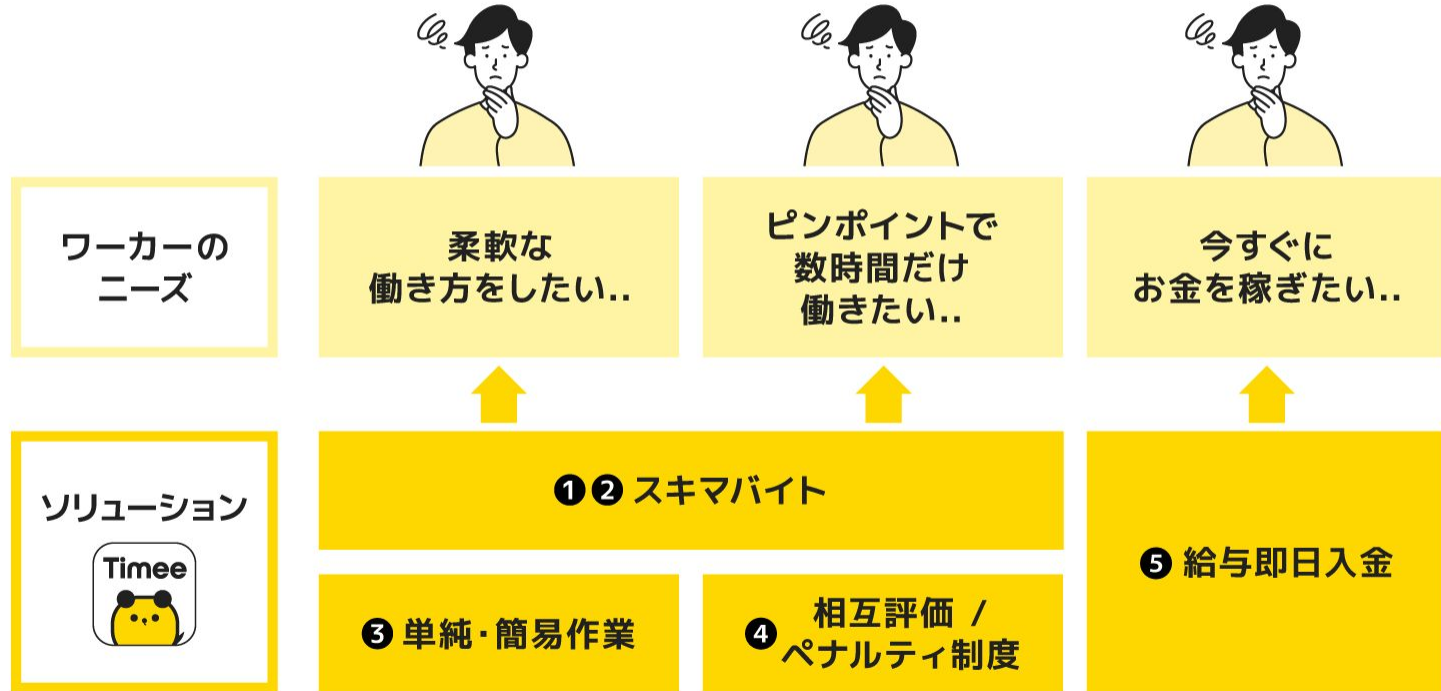 ワーカーの
ニーズ
柔軟な
働き方をしたい..
ピンポイントで
数時間だけ
働きたい..
今すぐに
お金を稼ぎたい..
ソリューション
Timee
❶❷ スキマバイト
❸ 単純・簡易作業
❹ 相互評価 /
ペナルティ制度
❺ 給与即日入金